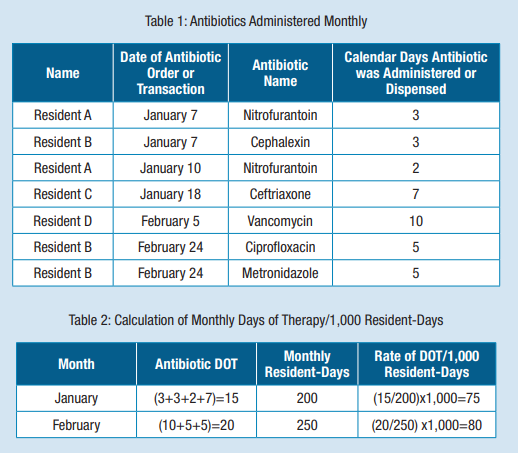 Table 1: Antibiotics Administered Monthly
Name
Date of Antibiotic
Order or
Transaction
Antibiotic
Name
Calendar Days Antibiotic
was Administered or
Dispensed
Resident A January 7 Nitrofurantoin 3
Resident B January 7 Cephalexin 3
Resident A January 10 Nitrofurantoin 2
Resident C January 18 Ceftriaxone 7
Resident D February 5 Vancomycin 10
Resident B February 24 Ciprofloxacin 5
Resident B February 24 Metronidazole 5
Table 2: Calculation of Monthly Days of Therapy/1,000 Resident-Days
Month
Antibiotic DOT
Monthly
Resident-Days
Rate of DOT/1,000
Resident-Days
January (3+3+2+7)=15 200 (15/200)x1,000=75
February (10+5+5)=20 250 (20/250) x1,000=80